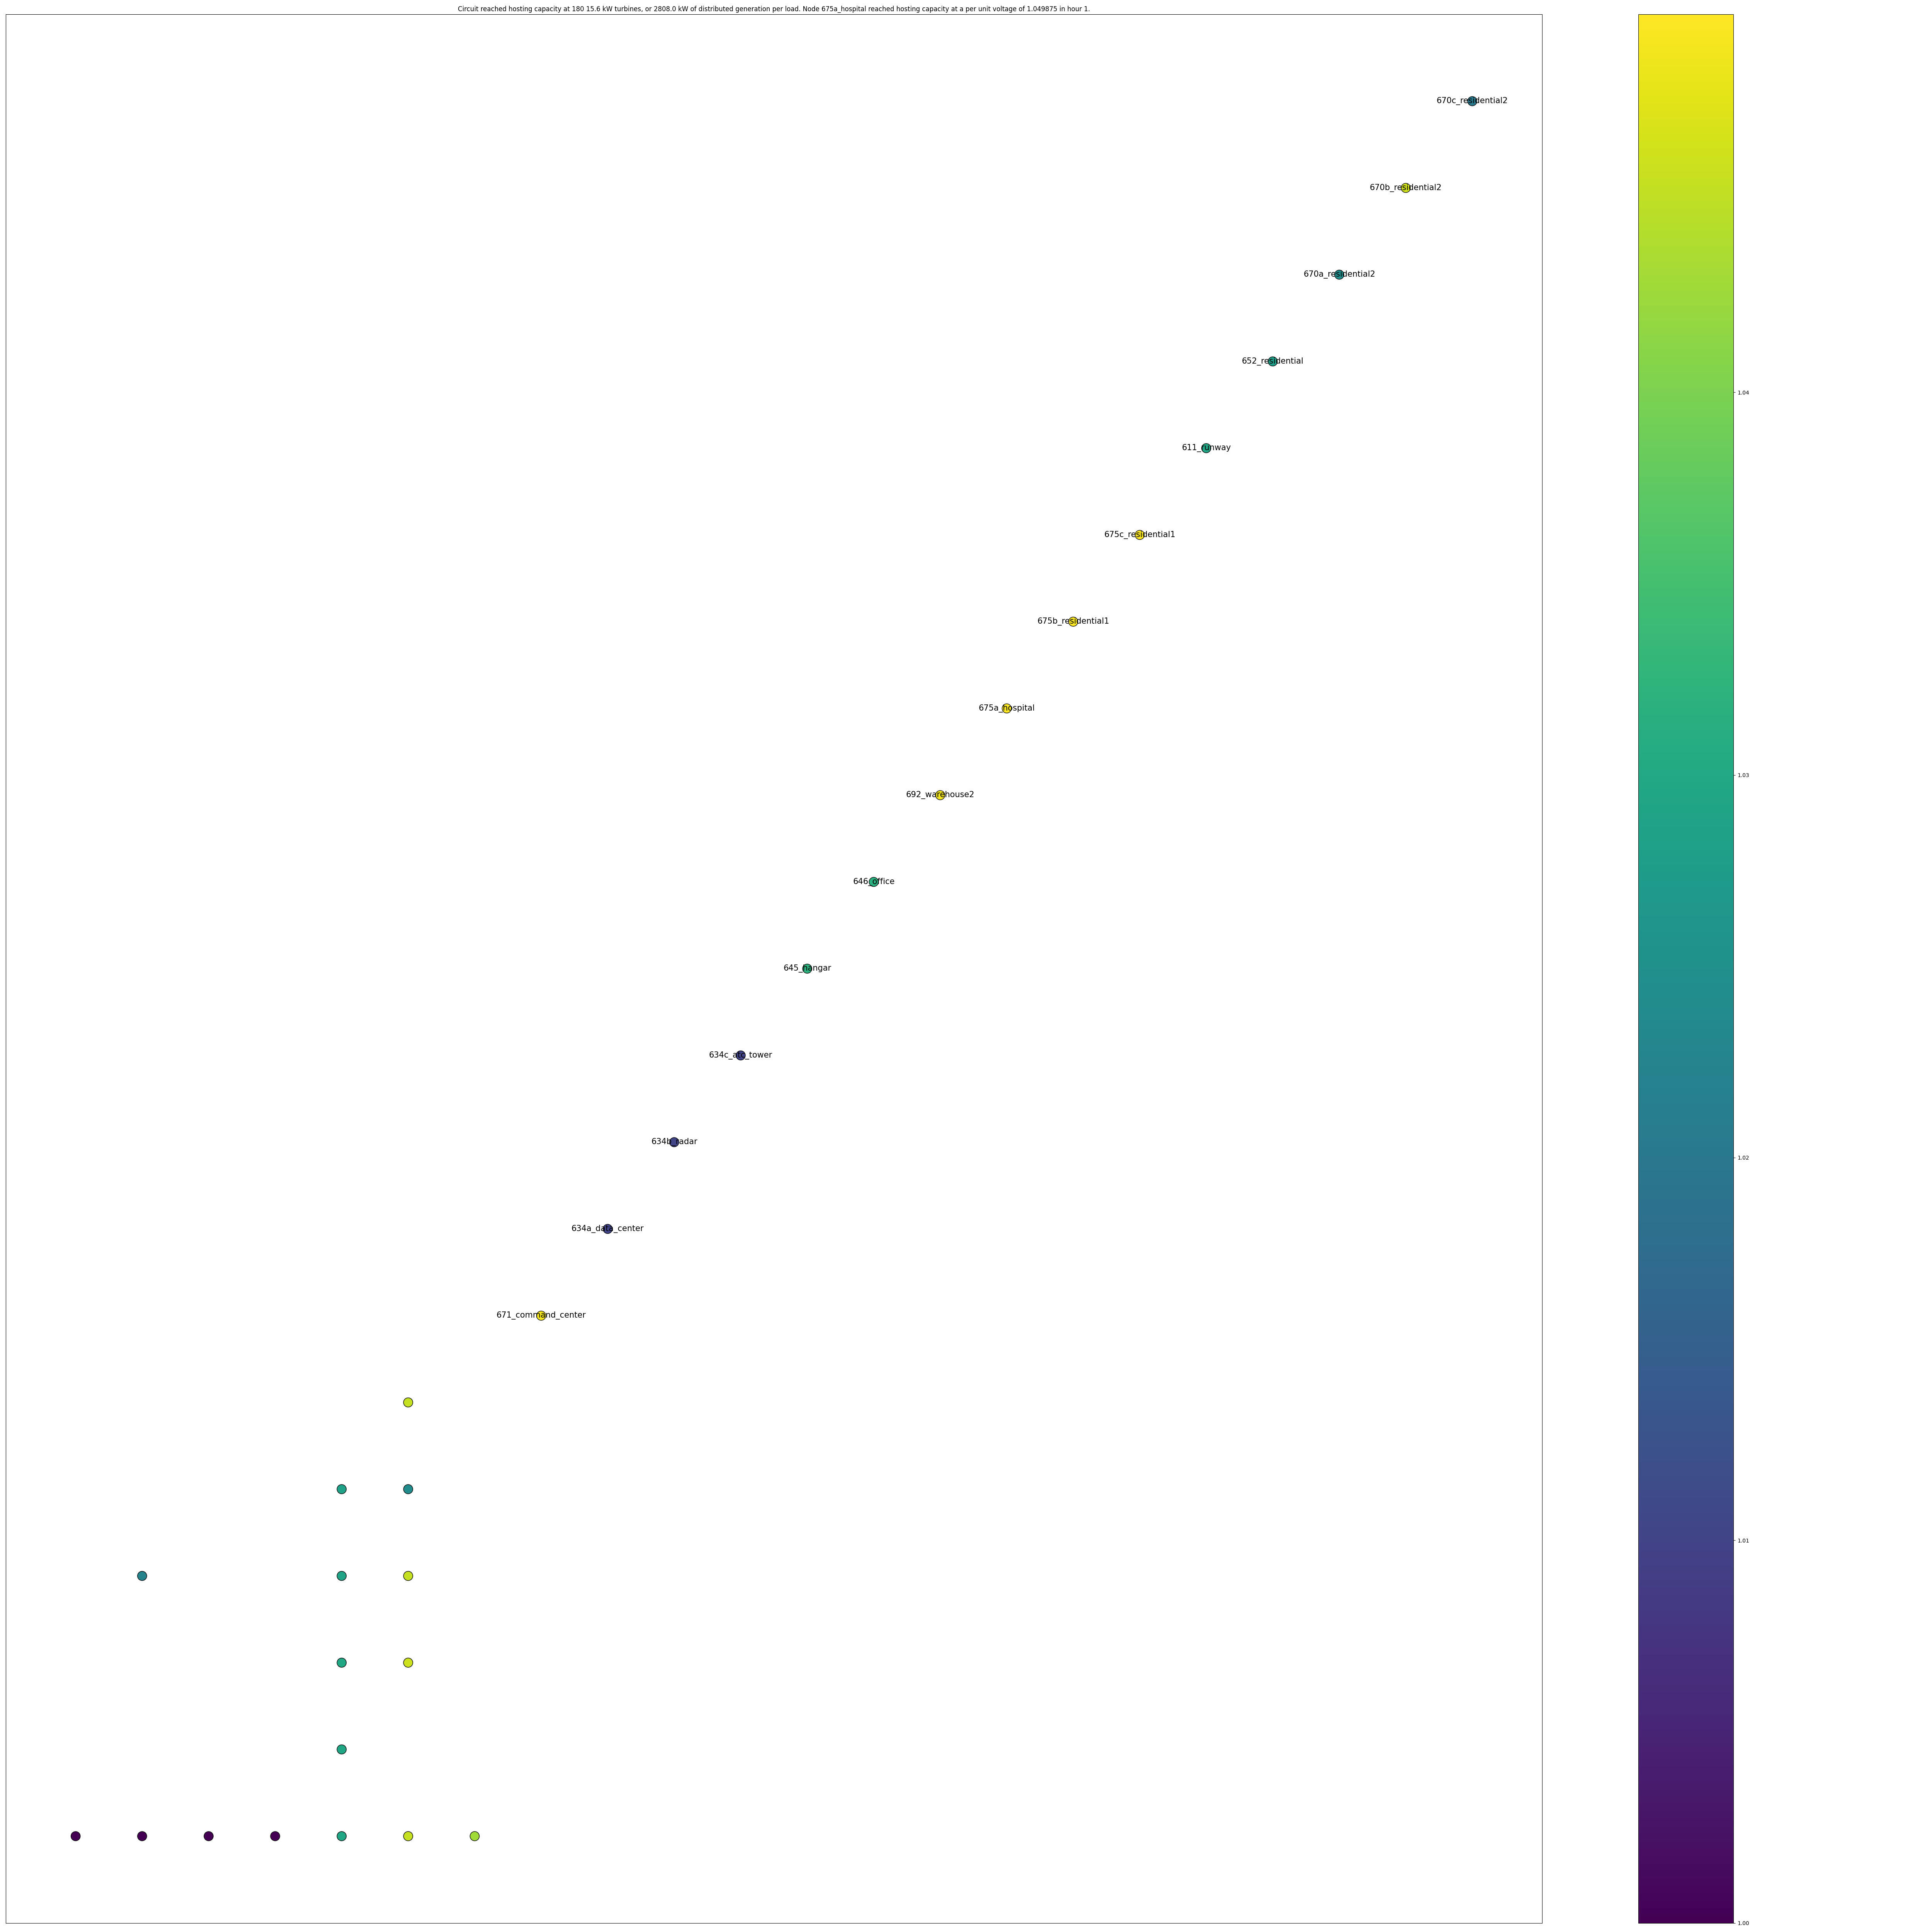 Circuit reached hosting capacity at 180 15.6 kW turbines, or 2808.0 kW of distributed generation per load. Node 675a_hospital reached hosting capacity at a per unit voltage of 1.049875 in hour 1.
670c_residential2
670b_residential2
670a_residential2
652_residential
611_runway
675c_residential1
675b_residential1
675a_hospital
692_warehouse2
646_office
645_hangar
634c_atc_tower
634b_radar
634a_data_center
671_command_center
1.04
1.03
1.02
1.01
1.00